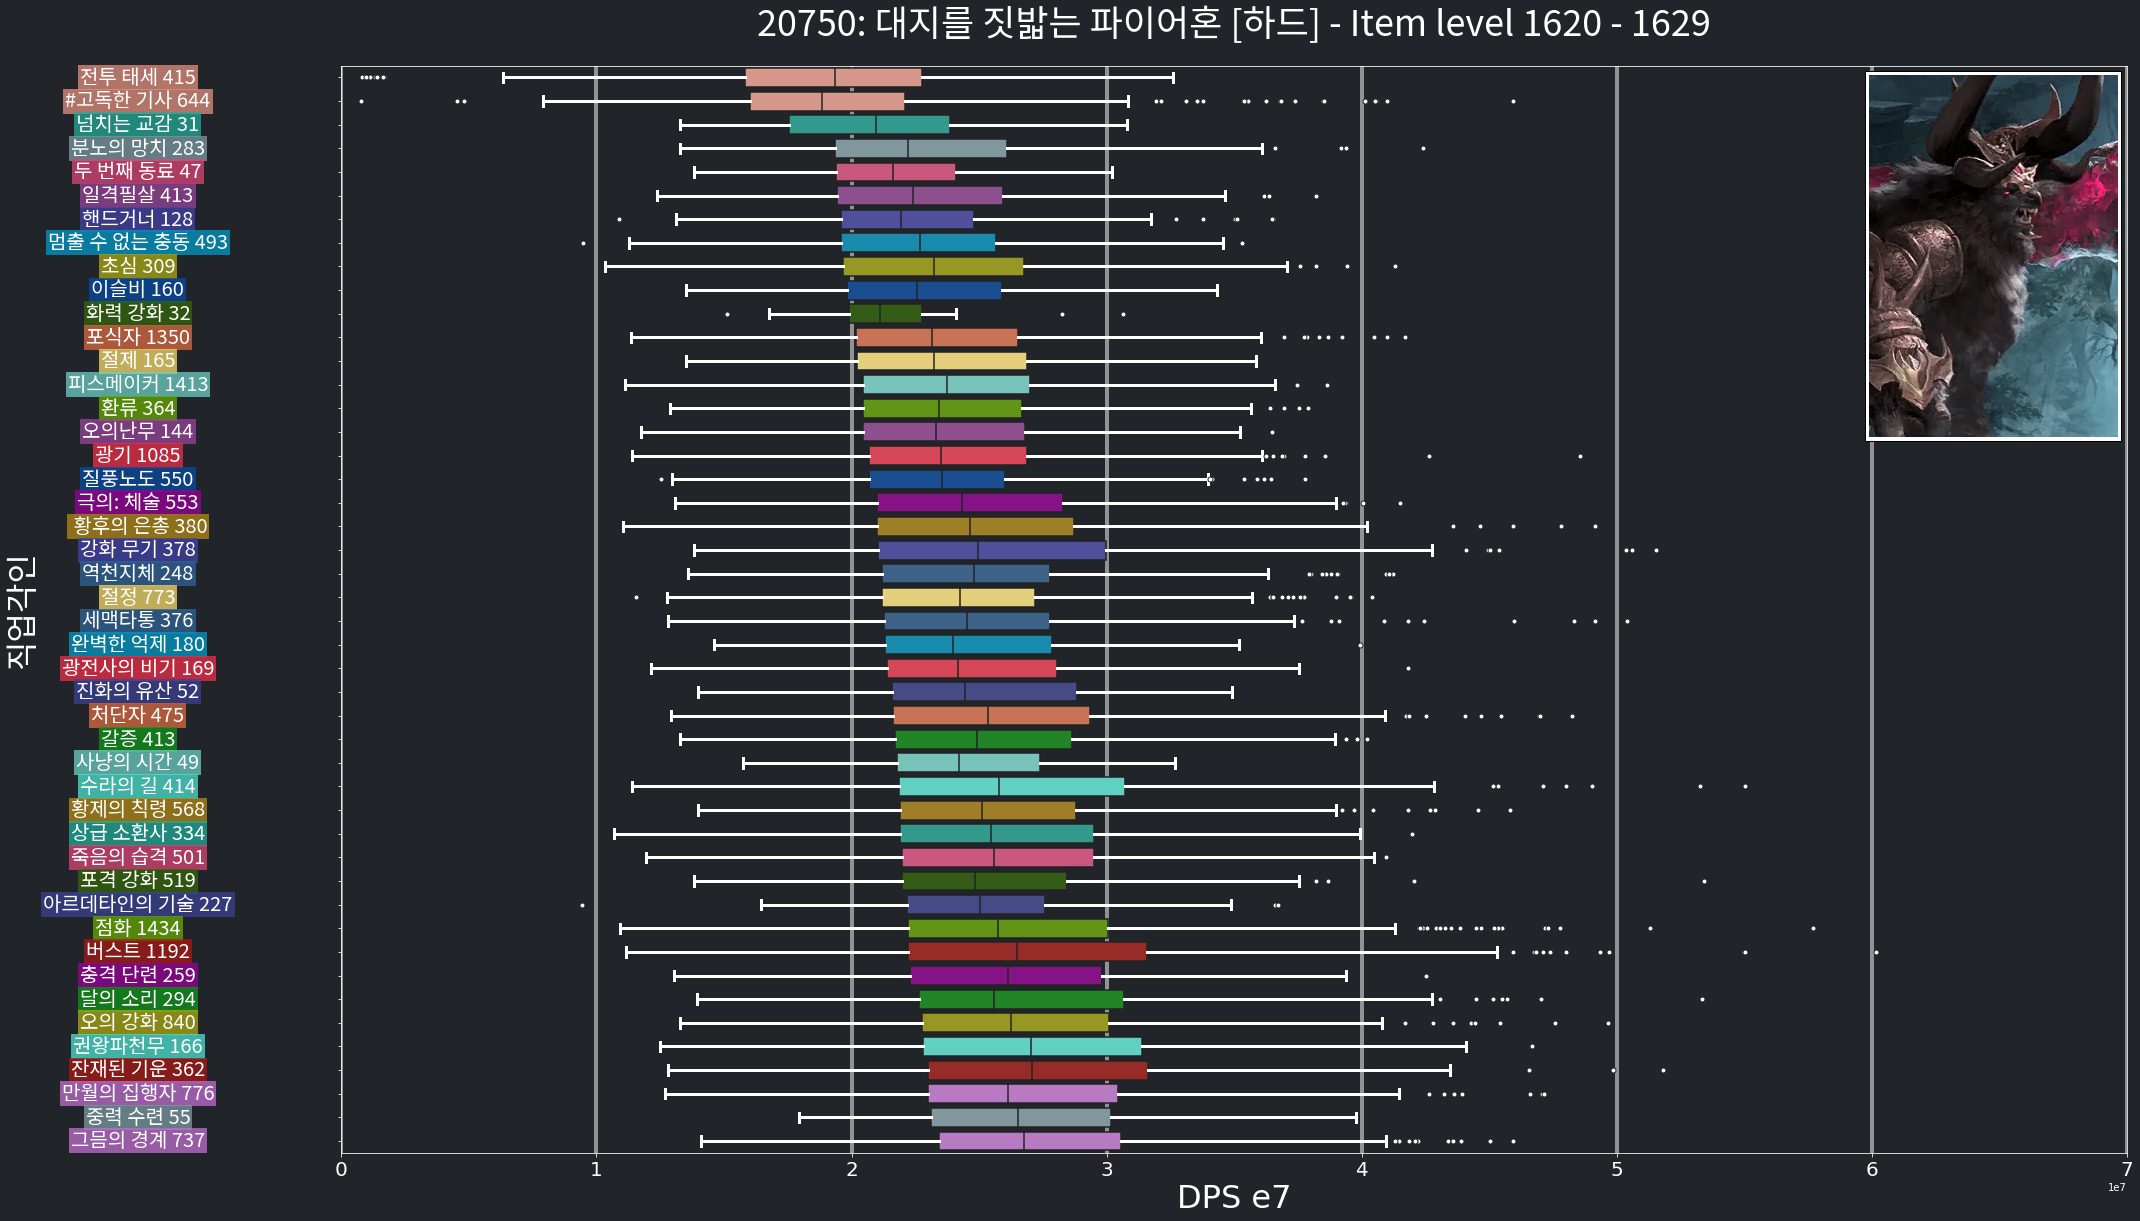 20750: 대지를 짓밟는 파이어혼 [하드] - Item level 1620 - 1629
직업각인
전투 태세 415
#고독한 기사 644
넘치는 교감 31
분노의 망치 283
두 번째 동료 47
일격필살 413
핸드거너 128
멈출 수 없는 충동 493
초심 309
이슬비 160
화력 강화 32
포식자 1350
절제 165
피스메이커 1413
환류 364
오의난무 144
광기 1085
질풍노도 550
극의: 체술 553
황후의 은총 380
강화 무기 378
역천지체 248
절정 773
세맥타통 376
완벽한 억제 180
광전사의 비기 169
진화의 유산 52
처단자 475
갈증 413
사냥의 시간 49
수라의 길 414
황제의 칙령 568
상급 소환사 334
죽음의 습격 501
포격 강화 519
아르데타인의 기술 227
점화 1434
버스트 1192
충격 단련 259
달의 소리 294
오의 강화 840
권왕파천무 166
잔재된 기운 362
만월의 집행자 776
중력 수련 55
그믐의 경계 737
0 1 2 3 4 5 6 7
DPS e7
1e7